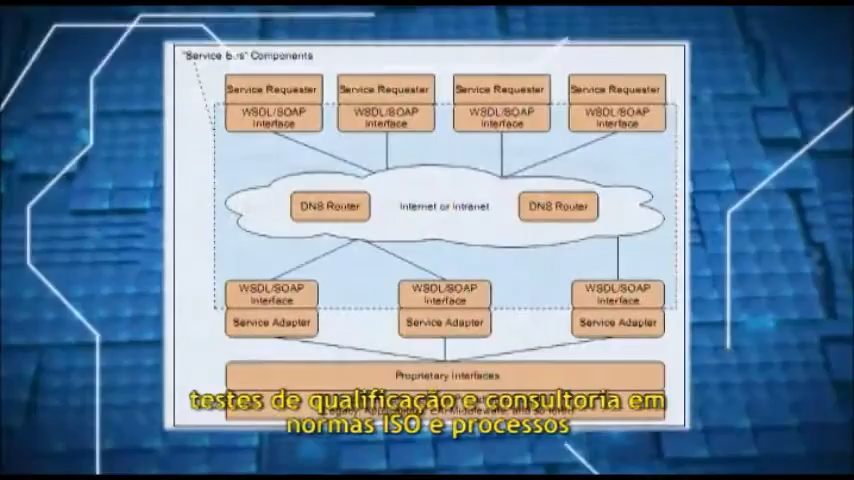 "Service Bus" Components
Service Requester Service Requester Service Requester Service Requester
WSDL/SOAP Interface WSDL/SOAP Interface WSDL/SOAP Interface WSDL/SOAP Interface
DNS Router Internet or Intranet DNS Router
WSDL/SOAP Interface WSDL/SOAP Interface WSDL/SOAP Interface
Service Adapter Service Adapter Service Adapter
Proprietary Interfaces
testes de qualificação e consultoria em
normas ISO e processos